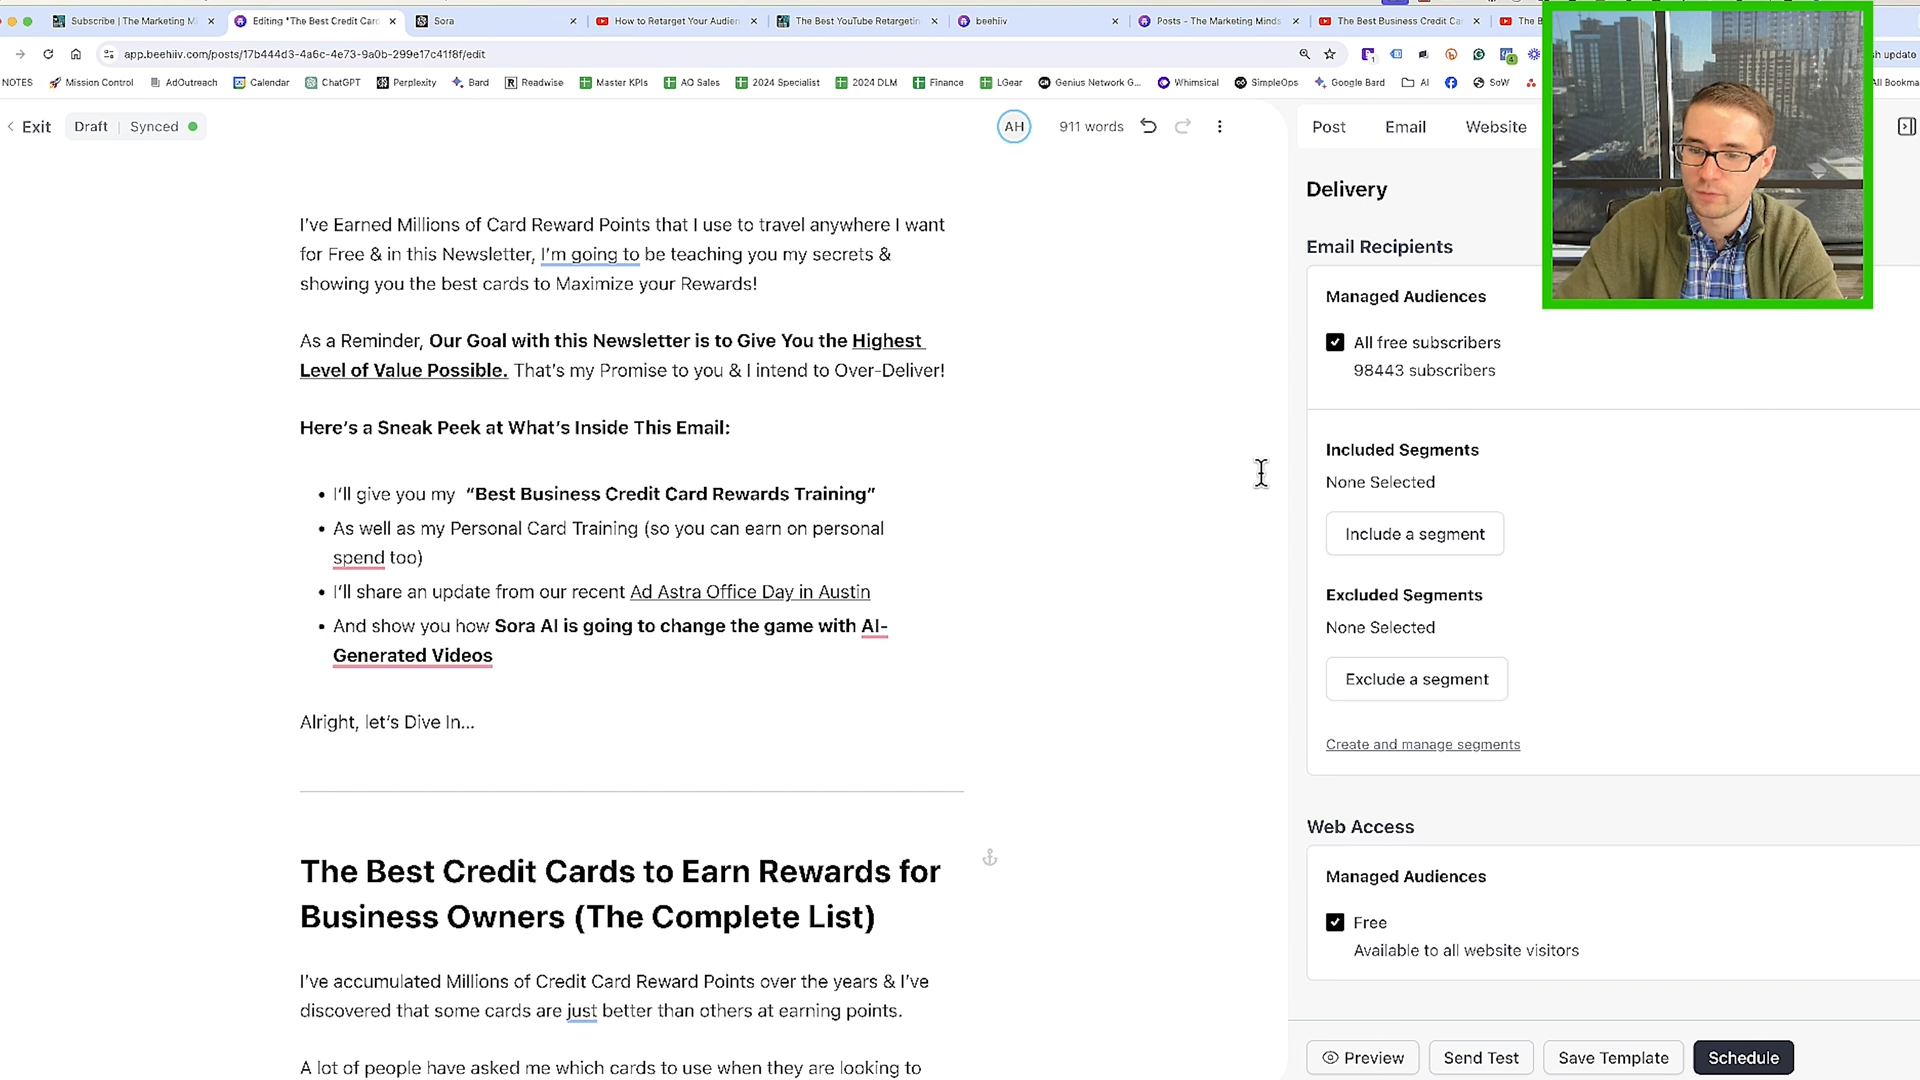 Subscribe | The Marketing Mi
Editing "The Best Credit Card
Sora
How to Retarget Your Audien
The Best YouTube Retargetin
beehiiv
Posts - The Marketing Minds
The Best Business Credit Ca
The B
app.beehiiv.com/posts/17b444d3-4a6c-4e73-9a0b-299e17c41f8f/edit
sh update
NOTES
Mission Control
AdOutreach
Calendar
ChatGPT
Perplexity
Bard
Readwise
Master KPIs
AO Sales
2024 Specialist
2024 DLM
Finance
LGear
Genius Network G...
Whimsical
SimpleOps
Google Bard
AI
SoW
All Bookma
Exit
Draft | Synced
AH
911 words
Post
Email
Website
I've Earned Millions of Card Reward Points that I use to travel anywhere I want
for Free & in this Newsletter, I'm going to be teaching you my secrets &
showing you the best cards to Maximize your Rewards!
As a Reminder, Our Goal with this Newsletter is to Give You the Highest
Level of Value Possible. That's my Promise to you & I intend to Over-Deliver!
Here's a Sneak Peek at What's Inside This Email:
• I'll give you my "Best Business Credit Card Rewards Training"
• As well as my Personal Card Training (so you can earn on personal
spend too)
• I'll share an update from our recent Ad Astra Office Day in Austin
• And show you how Sora AI is going to change the game with AI-
Generated Videos
Alright, let's Dive In...
The Best Credit Cards to Earn Rewards for
Business Owners (The Complete List)
I've accumulated Millions of Credit Card Reward Points over the years & I've
discovered that some cards are just better than others at earning points.
A lot of people have asked me which cards to use when they are looking to
Delivery
Email Recipients
Managed Audiences
All free subscribers
98443 subscribers
Included Segments
None Selected
Include a segment
Excluded Segments
None Selected
Exclude a segment
Create and manage segments
Web Access
Managed Audiences
Free
Available to all website visitors
Preview
Send Test
Save Template
Schedule